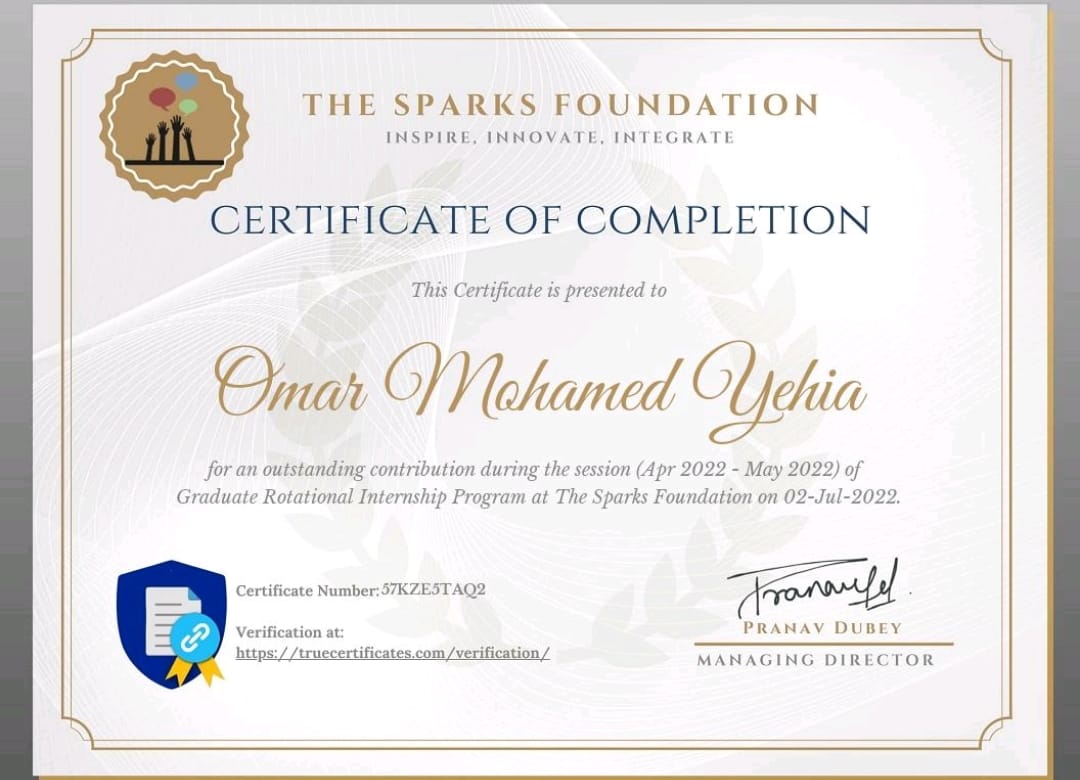 THE SPARKS FOUNDATION
INSPIRE, INNOVATE, INTEGRATE
CERTIFICATE OF COMPLETION
This Certificate is presented to
Omar Mohamed Yehia
for an outstanding contribution during the session (Apr 2022 - May 2022) of
Graduate Rotational Internship Program at The Sparks Foundation on 02-Jul-2022.
Certificate Number: 57KZE5TAQ2
Verification at:
https://truecertificates.com/verification/
PRANAV DUBEY
MANAGING DIRECTOR